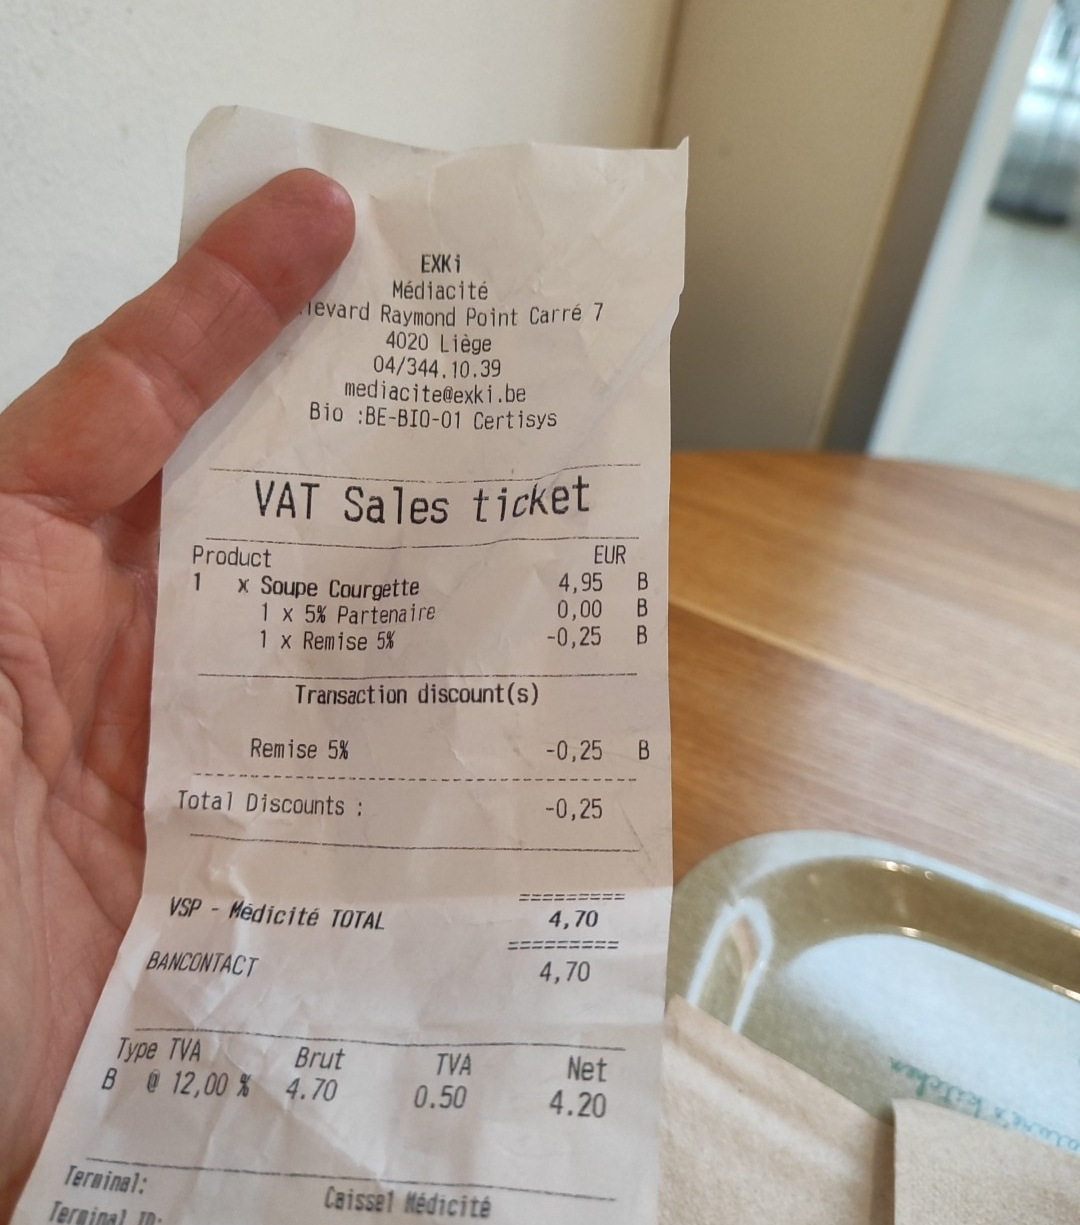 EXKi
Médiacité
levard Raymond Point Carré 7
4020 Liège
04/344.10.39
mediacite@exki.be
Bio :BE-BIO-01 Certisys
VAT Sales ticket
Product EUR
1 x Soupe Courgette 4,95 B
1 x 5% Partenaire 0,00 B
1 x Remise 5% -0,25 B
Transaction discount(s)
Remise 5% -0,25 B
Total Discounts : -0,25
=========
VSP - Médicité TOTAL 4,70
=========
BANCONTACT 4,70
Type TVA Brut TVA Net
B @ 12,00 % 4.70 0.50 4.20
Terminal: Caisse1 Médicité
Terminal ID:
kitchen